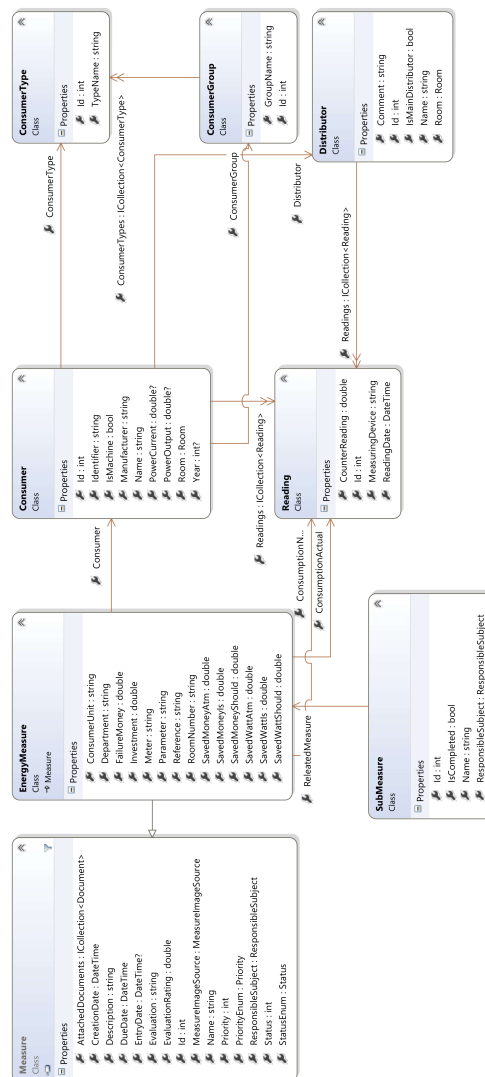 Measure
Class
Properties
AttachedDocuments : ICollection<Document>
CreationDate : DateTime
Description : string
DueDate : DateTime
EntryDate : DateTime?
Evaluation : string
EvaluationRating : double
Id : int
MeasureImageSource : MeasureImageSource
Name : string
Priority : int
PriorityEnum : Priority
ResponsibleSubject : ResponsibleSubject
Status : int
StatusEnum : Status
EnergyMeasure
Class
Measure
Properties
ConsumerUnit : string
Department : string
FailureMoney : double
Investment : double
Meter : string
Parameter : string
Reference : string
RoomNumber : string
SavedMoneyAtm : double
SavedMoneyIs : double
SavedMoneyShould : double
SavedWattAtm : double
SavedWattIs : double
SavedWattShould : double
ReleatedMeasure
SubMeasure
Class
Properties
Id : int
IsCompleted : bool
Name : string
ResponsibleSubject : ResponsibleSubject
Consumer
ConsumptionN...
ConsumptionActual
Consumer
Class
Properties
Id : int
Identifier : string
IsMachine : bool
Manufacturer : string
Name : string
PowerCurrent : double?
PowerOutput : double?
Room : Room
Year : int?
Readings : ICollection<Reading>
Reading
Class
Properties
CounterReading : double
Id : int
MeasuringDevice : string
ReadingDate : DateTime
ConsumerType
ConsumerTypes : ICollection<ConsumerType>
ConsumerGroup
Distributor
Readings : ICollection<Reading>
ConsumerType
Class
Properties
Id : int
TypeName : string
ConsumerGroup
Class
Properties
GroupName : string
Id : int
Distributor
Class
Properties
Comment : string
Id : int
IsMainDistributor : bool
Name : string
Room : Room